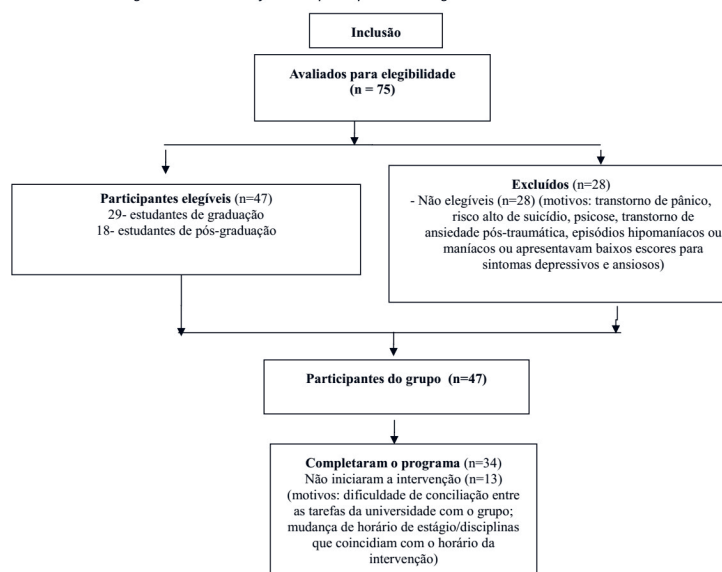 Inclusão
Avaliados para elegibilidade
(n = 75)
Participantes elegíveis (n=47)
29- estudantes de graduação
18- estudantes de pós-graduação
Excluídos (n=28)
- Não elegíveis (n=28) (motivos: transtorno de pânico,
risco alto de suicídio, psicose, transtorno de
ansiedade pós-traumática, episódios hipomaníacos ou
maníacos ou apresentavam baixos escores para
sintomas depressivos e ansiosos)
Participantes do grupo (n=47)
Completaram o programa (n=34)
Não iniciaram a intervenção (n=13)
(motivos: dificuldade de conciliação entre
as tarefas da universidade com o grupo;
mudança de horário de estágio/disciplinas
que coincidiam com o horário da
intervenção)